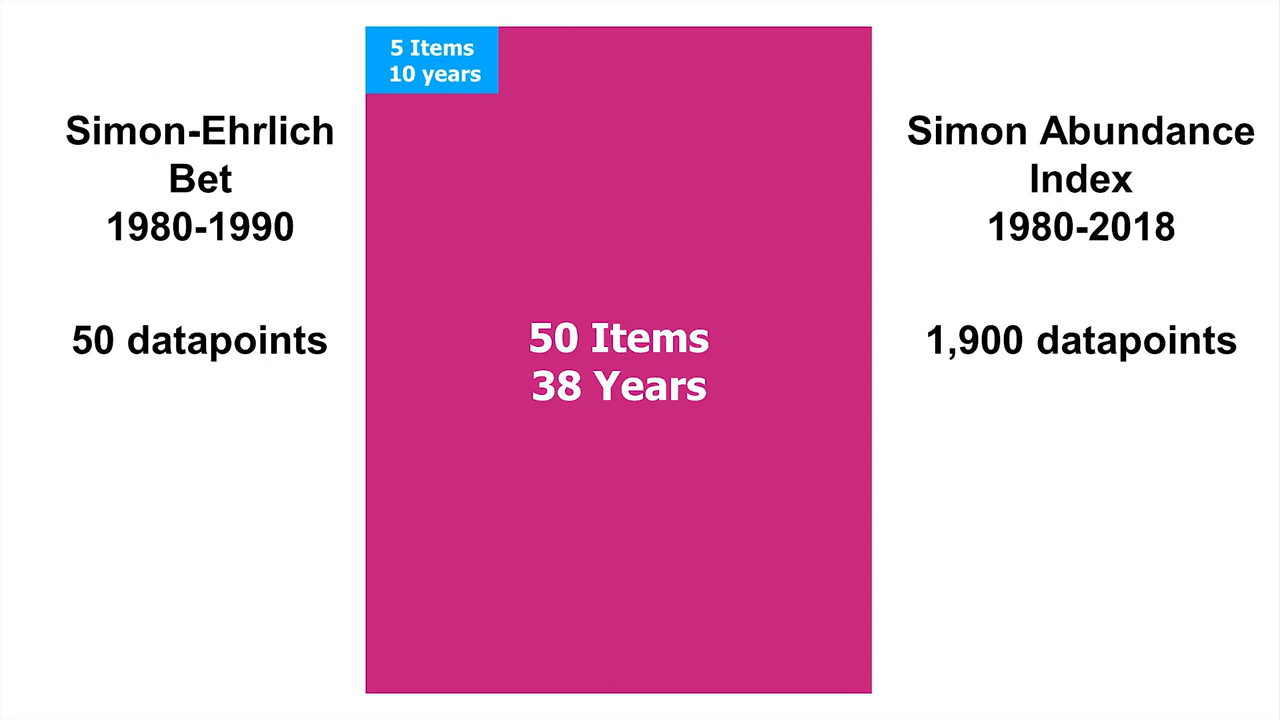 5 Items
10 years
Simon-Ehrlich
Bet
1980-1990
50 datapoints
50 Items
38 Years
Simon Abundance
Index
1980-2018
1,900 datapoints